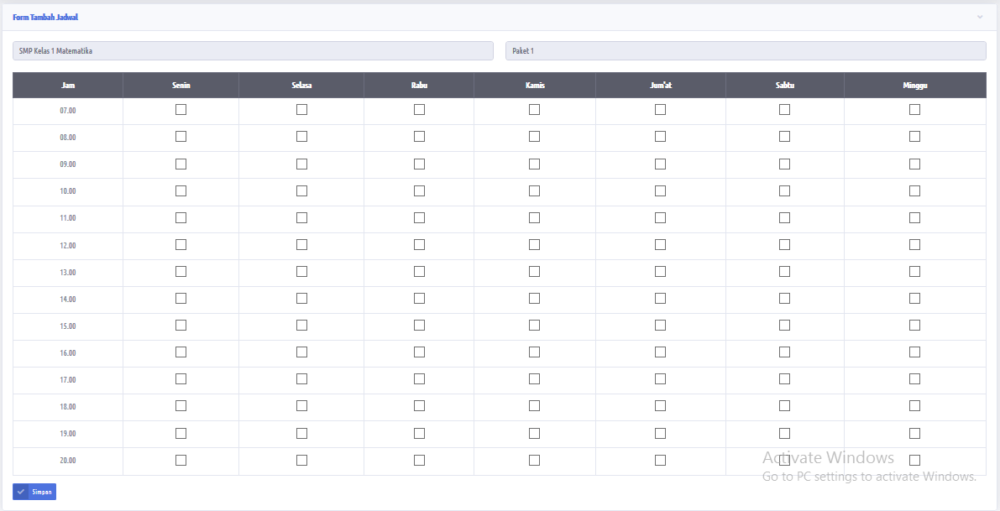 Form Tambah Jadwal
SMP Kelas 1 Matematika Paket 1
Jam Senin Selasa Rabu Kamis Jum'at Sabtu Minggu
07.00
08.00
09.00
10.00
11.00
12.00
13.00
14.00
15.00
16.00
17.00
18.00
19.00
20.00
Activate Windows
Go to PC settings to activate Windows.
Simpan